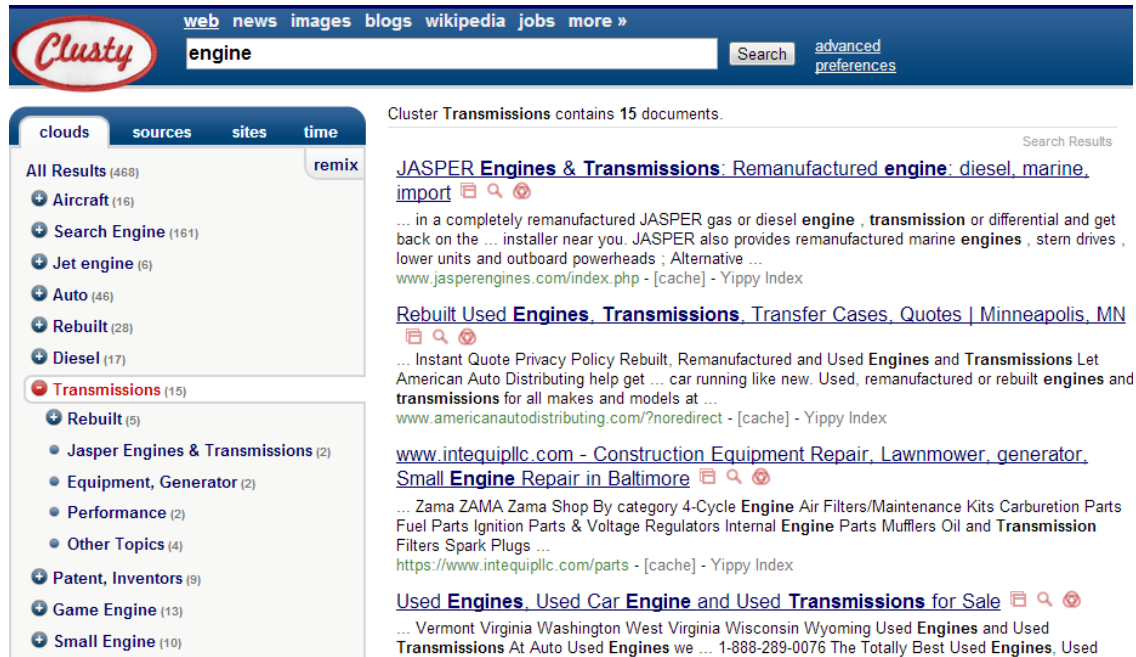 web news images blogs wikipedia jobs more »
Clusty
engine
Search
advanced
preferences
clouds sources sites time
remix
All Results (468)
Aircraft (16)
Search Engine (161)
Jet engine (6)
Auto (46)
Rebuilt (28)
Diesel (17)
Transmissions (15)
Rebuilt (5)
Jasper Engines & Transmissions (2)
Equipment, Generator (2)
Performance (2)
Other Topics (4)
Patent, Inventors (9)
Game Engine (13)
Small Engine (10)
Cluster Transmissions contains 15 documents.
Search Results
JASPER Engines & Transmissions: Remanufactured engine: diesel, marine,
import
... in a completely remanufactured JASPER gas or diesel engine , transmission or differential and get
back on the ... installer near you. JASPER also provides remanufactured marine engines , stern drives ,
lower units and outboard powerheads ; Alternative ...
www.jasperengines.com/index.php - [cache] - Yippy Index
Rebuilt Used Engines, Transmissions, Transfer Cases, Quotes | Minneapolis, MN
... Instant Quote Privacy Policy Rebuilt, Remanufactured and Used Engines and Transmissions Let
American Auto Distributing help get ... car running like new. Used, remanufactured or rebuilt engines and
transmissions for all makes and models at ...
www.americanautodistributing.com/?noredirect - [cache] - Yippy Index
www.intequipllc.com - Construction Equipment Repair, Lawnmower, generator,
Small Engine Repair in Baltimore
... Zama ZAMA Zama Shop By category 4-Cycle Engine Air Filters/Maintenance Kits Carburetion Parts
Fuel Parts Ignition Parts & Voltage Regulators Internal Engine Parts Mufflers Oil and Transmission
Filters Spark Plugs ...
https://www.intequipllc.com/parts - [cache] - Yippy Index
Used Engines, Used Car Engine and Used Transmissions for Sale
... Vermont Virginia Washington West Virginia Wisconsin Wyoming Used Engines and Used
Transmissions At Auto Used Engines we ... 1-888-289-0076 The Totally Best Used Engines, Used